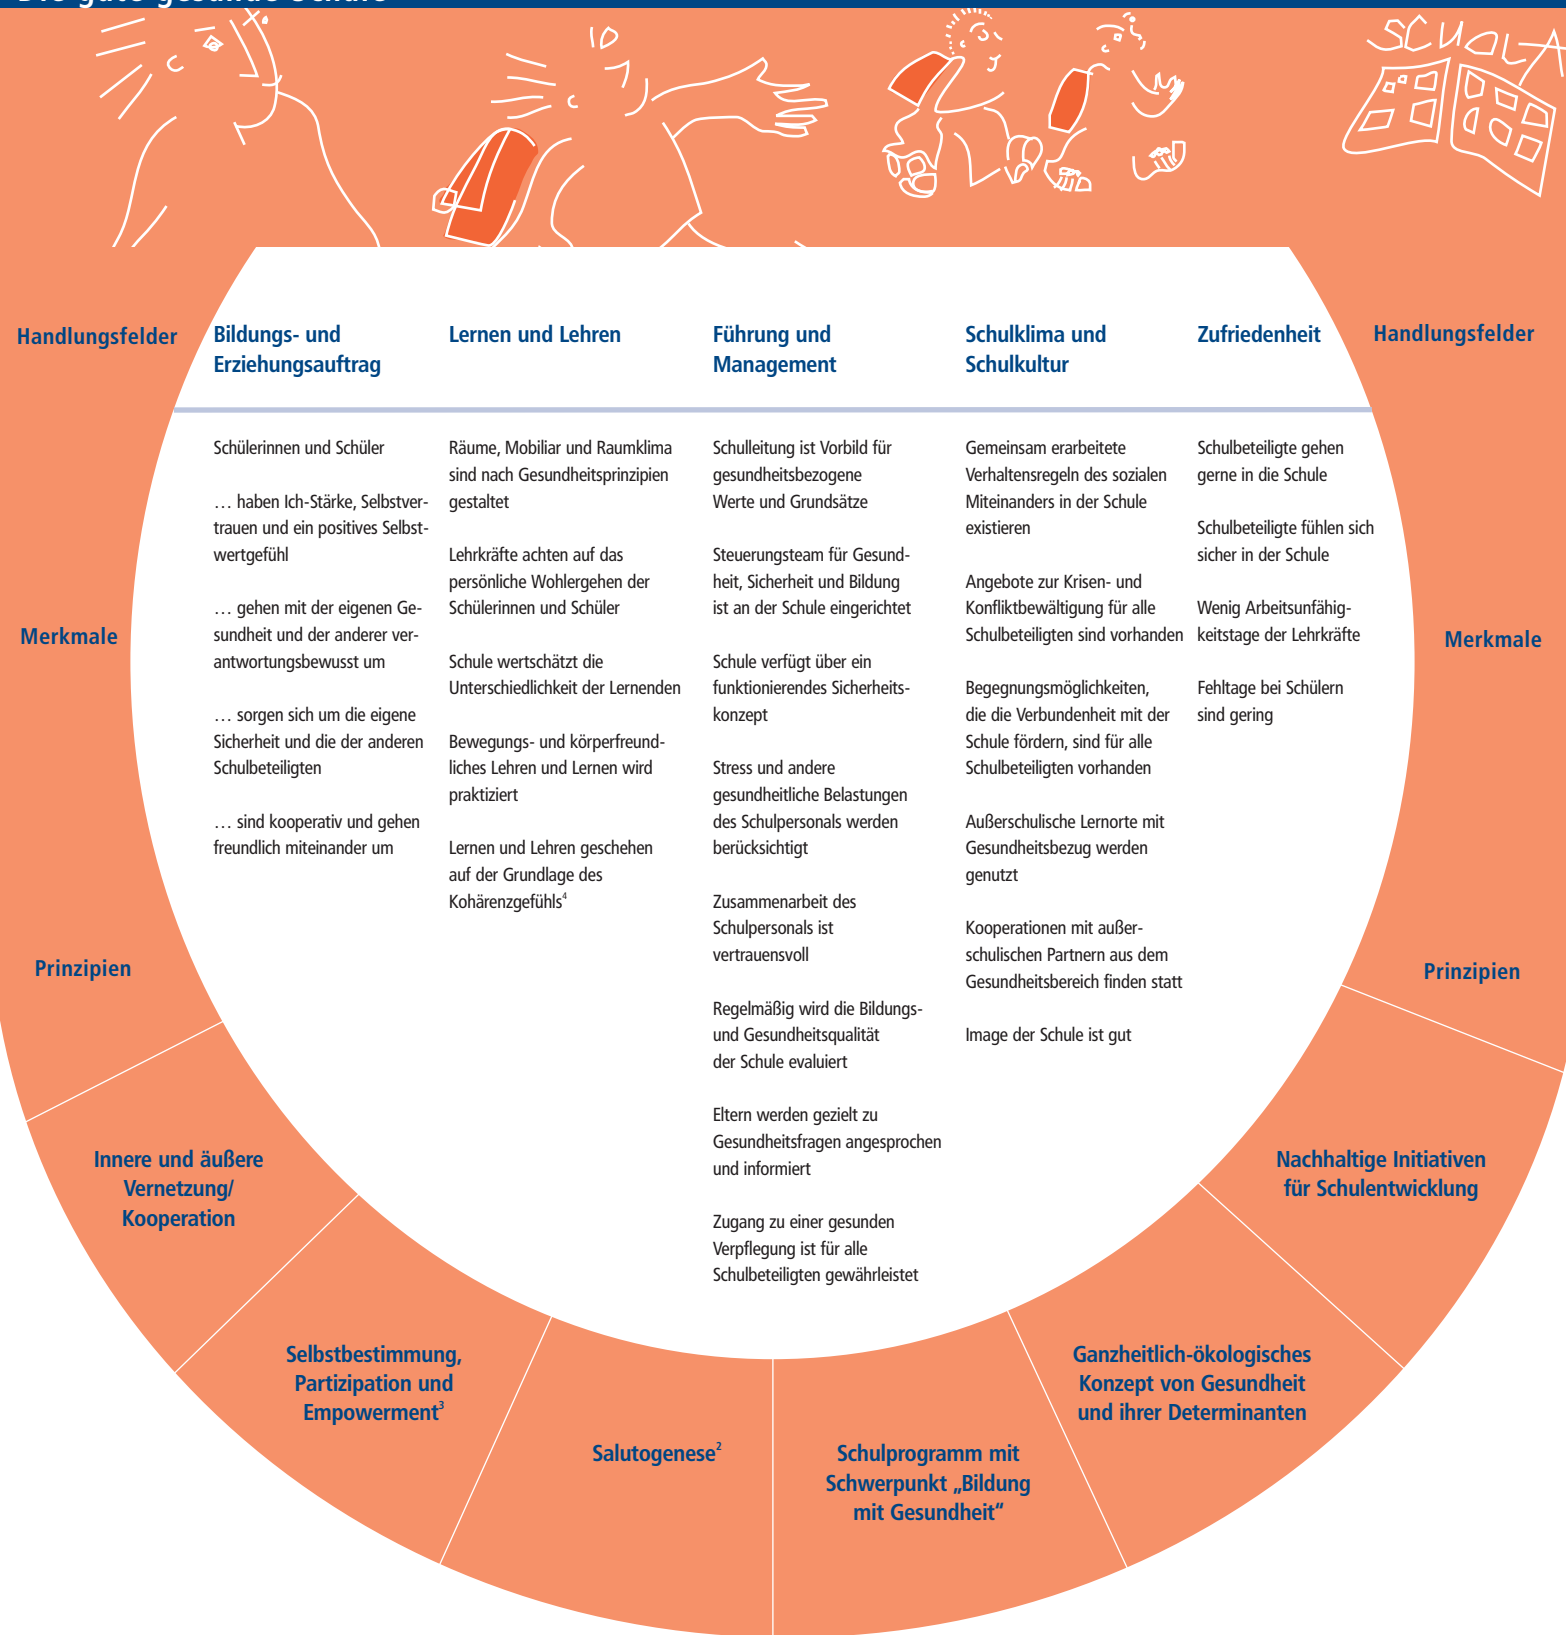 SCUOLA
Handlungsfelder
Bildungs- und
Erziehungsauftrag
Lernen und Lehren
Führung und
Management
Schulklima und
Schulkultur
Zufriedenheit
Handlungsfelder
Merkmale
Schülerinnen und Schüler
… haben Ich-Stärke, Selbstver-
trauen und ein positives Selbst-
wertgefühl
… gehen mit der eigenen Ge-
sundheit und der anderer ver-
antwortungsbewusst um
… sorgen sich um die eigene
Sicherheit und die der anderen
Schulbeteiligten
… sind kooperativ und gehen
freundlich miteinander um
Räume, Mobiliar und Raumklima
sind nach Gesundheitsprinzipien
gestaltet
Lehrkräfte achten auf das
persönliche Wohlergehen der
Schülerinnen und Schüler
Schule wertschätzt die
Unterschiedlichkeit der Lernenden
Bewegungs- und körperfreund-
liches Lehren und Lernen wird
praktiziert
Lernen und Lehren geschehen
auf der Grundlage des
Kohärenzgefühls⁴
Schulleitung ist Vorbild für
gesundheitsbezogene
Werte und Grundsätze
Steuerungsteam für Gesund-
heit, Sicherheit und Bildung
ist an der Schule eingerichtet
Schule verfügt über ein
funktionierendes Sicherheits-
konzept
Stress und andere
gesundheitliche Belastungen
des Schulpersonals werden
berücksichtigt
Zusammenarbeit des
Schulpersonals ist
vertrauensvoll
Regelmäßig wird die Bildungs-
und Gesundheitsqualität
der Schule evaluiert
Eltern werden gezielt zu
Gesundheitsfragen angesprochen
und informiert
Zugang zu einer gesunden
Verpflegung ist für alle
Schulbeteiligten gewährleistet
Gemeinsam erarbeitete
Verhaltensregeln des sozialen
Miteinanders in der Schule
existieren
Angebote zur Krisen- und
Konfliktbewältigung für alle
Schulbeteiligten sind vorhanden
Begegnungsmöglichkeiten,
die die Verbundenheit mit der
Schule fördern, sind für alle
Schulbeteiligten vorhanden
Außerschulische Lernorte mit
Gesundheitsbezug werden
genutzt
Kooperationen mit außer-
schulischen Partnern aus dem
Gesundheitsbereich finden statt
Image der Schule ist gut
Schulbeteiligte gehen
gerne in die Schule
Schulbeteiligte fühlen sich
sicher in der Schule
Wenig Arbeitsunfähig-
keitstage der Lehrkräfte
Fehltage bei Schülern
sind gering
Merkmale
Prinzipien
Prinzipien
Innere und äußere
Vernetzung/
Kooperation
Selbstbestimmung,
Partizipation und
Empowerment³
Salutogenese²
Schulprogramm mit
Schwerpunkt „Bildung
mit Gesundheit“
Ganzheitlich-ökologisches
Konzept von Gesundheit
und ihrer Determinanten
Nachhaltige Initiativen
für Schulentwicklung